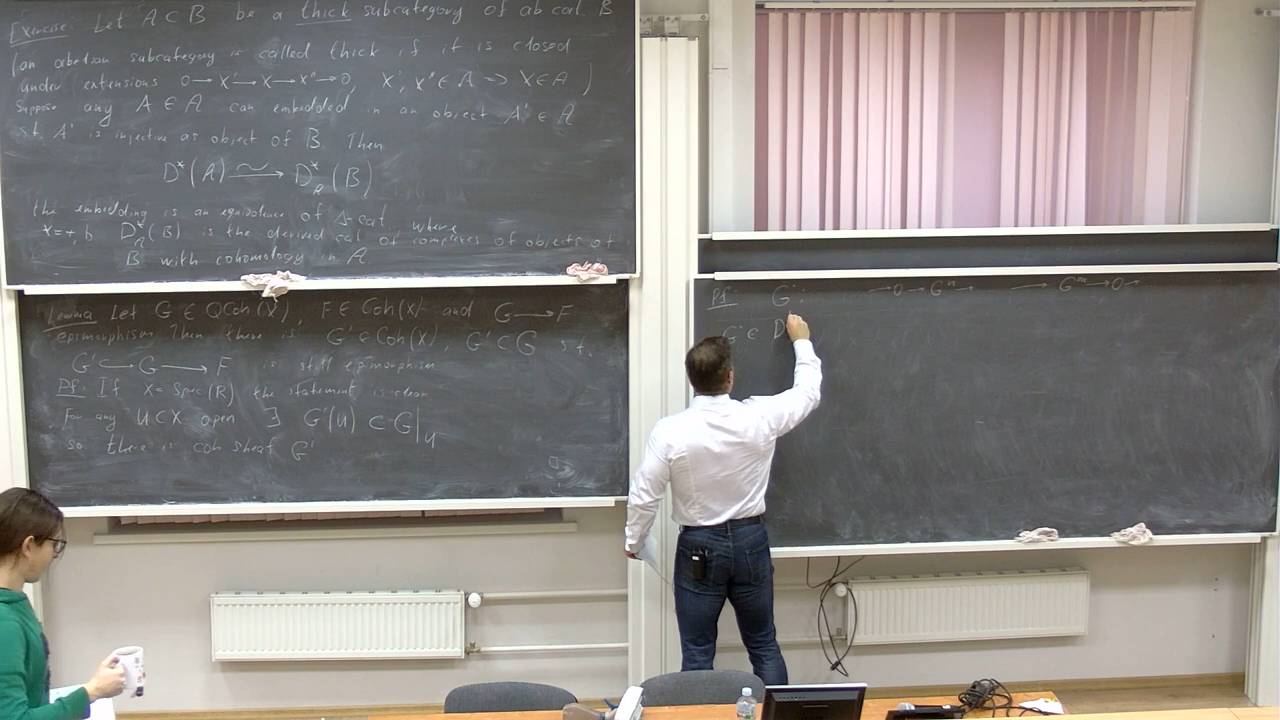 Exercise: Let A ⊂ B be a thick subcategory of ab cat. B
(an abelian subcategory is called thick if it is closed
under extensions 0 → X' → X → X'' → 0, X', X'' ∈ A ⇒ X ∈ A)
Suppose any A ∈ A can embedded in an object A' ∈ A
s.t. A' is injective as object of B. Then
D*(A) ⥲ D*_A(B)
the embedding is an equivalence of Δ-cat where
*=+, b D*_A(B) is the derived cat of complexes of objects of
B with cohomology in A
Lemma Let G ∈ QCoh(X), F ∈ Coh(X) and G → F
epimorphism. Then there is G' ∈ Coh(X), G' ⊂ G s.t.
G' ↪ G → F is still epimorphism
Pf: If X = Spec(R) the statement is clear
For any U ⊂ X open ∃ G'(U) ⊂ G|_U
so there is coh sheaf G'
Pf: G˙: → 0 → Gⁿ → → Gᵐ → 0 →
G˙ ∈ D